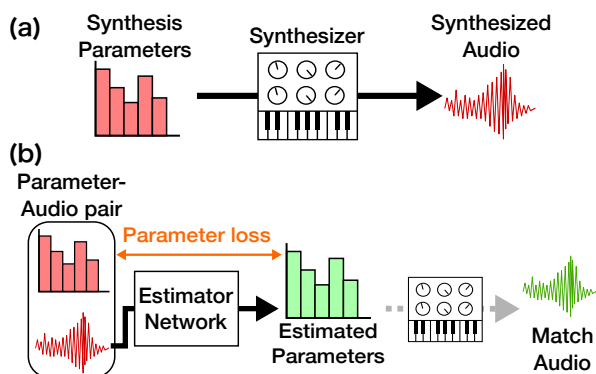 (a)
Synthesis
Parameters
Synthesizer
Synthesized
Audio
(b)
Parameter-
Audio pair
Parameter loss
Estimator
Network
Estimated
Parameters
Match
Audio